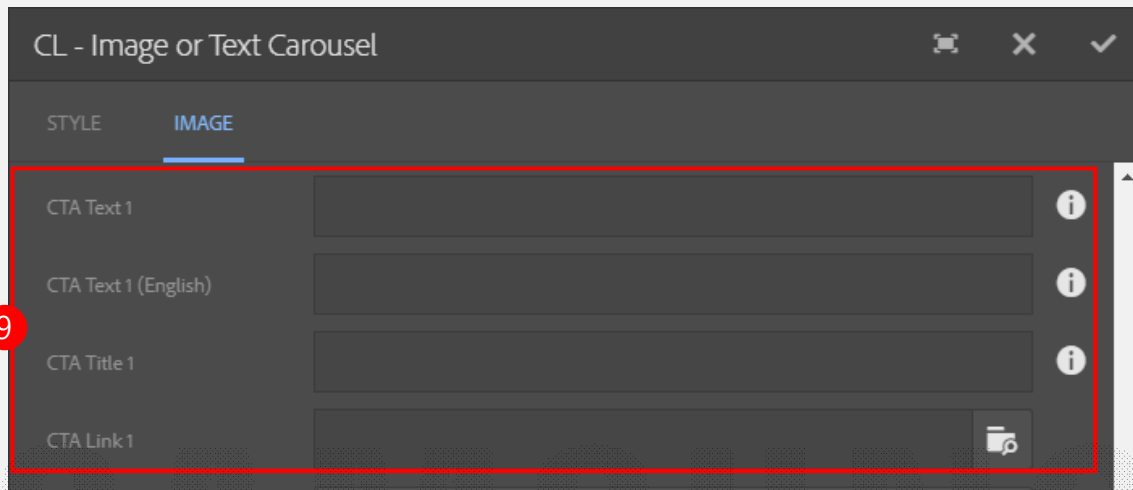 CL - Image or Text Carousel
STYLE IMAGE
CTA Text 1
CTA Text 1 (English)
9
CTA Title 1
CTA Link 1